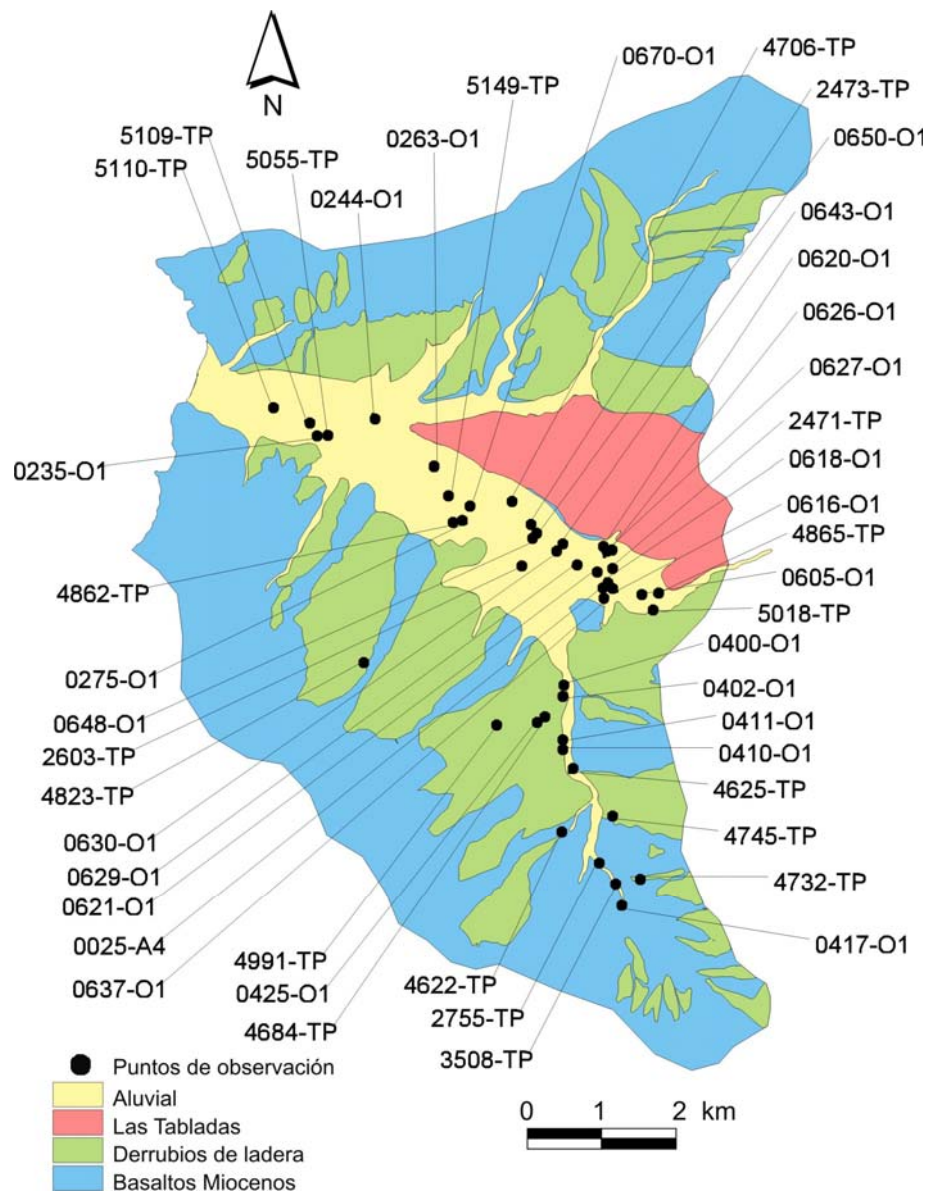 0670-O1
4706-TP
5149-TP
2473-TP
5109-TP
0263-O1
0650-O1
5110-TP
5055-TP
0244-O1
N
0643-O1
0620-O1
0626-O1
0627-O1
2471-TP
0235-O1
0618-O1
0616-O1
4865-TP
4862-TP
0605-O1
5018-TP
0275-O1
0400-O1
0402-O1
0648-O1
0411-O1
2603-TP
0410-O1
4823-TP
4625-TP
0630-O1
4745-TP
0629-O1
0621-O1
4732-TP
0025-A4
0417-O1
4991-TP
0637-O1
0425-O1
4622-TP
4684-TP
2755-TP
3508-TP
Puntos de observación
Aluvial
Las Tabladas
Derrubios de ladera
Basaltos Miocenos
0 1 2 km